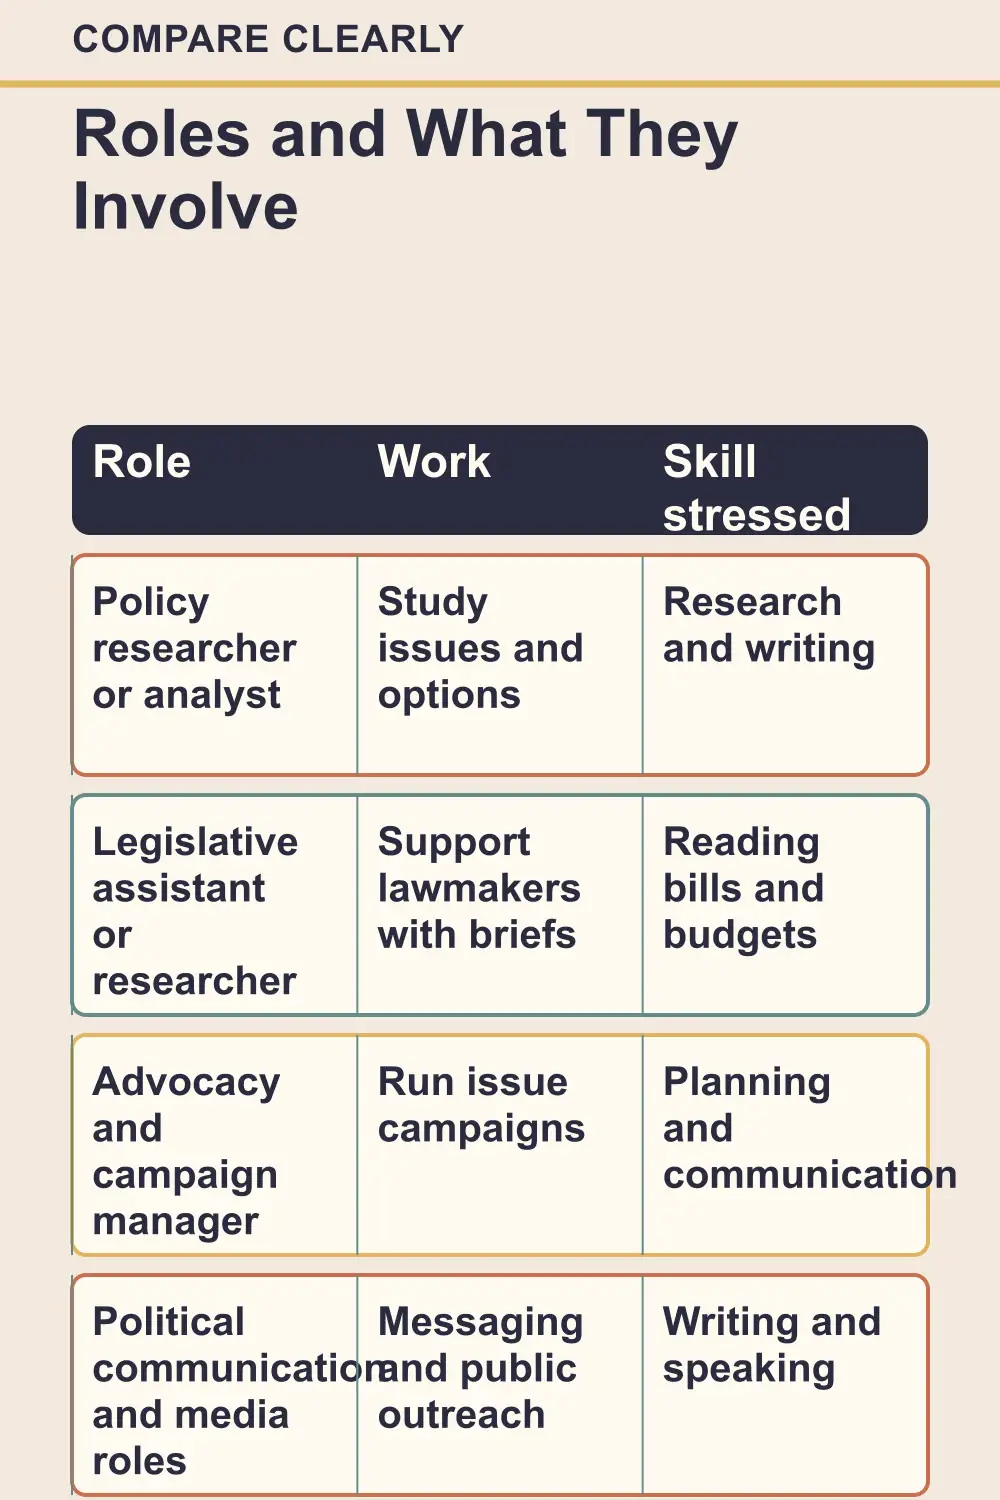 COMPARE CLEARLY
Roles and What They
Involve
Role
Work
Skill
stressed
Policy
researcher
or analyst
Study
issues and
options
Research
and writing
Legislative
assistant
or
researcher
Support
lawmakers
with briefs
Reading
bills and
budgets
Advocacy
and
campaign
manager
Run issue
campaigns
Planning
and
communication
Political
communication
and media
roles
Messaging
and public
outreach
Writing and
speaking